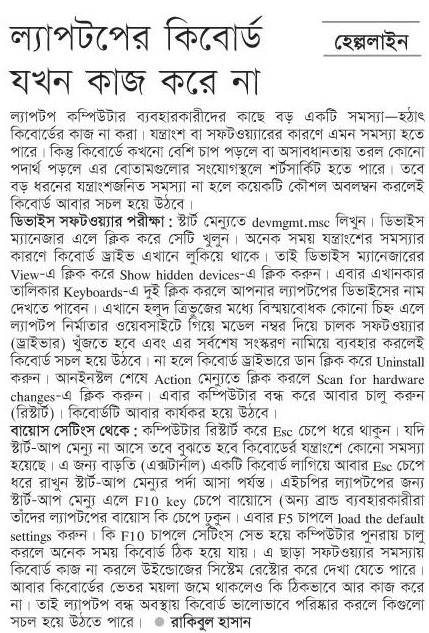 ল্যাপটপের কিবোর্ড
যখন কাজ করে না
হেল্পলাইন
ল্যাপটপ কম্পিউটার ব্যবহারকারীদের কাছে বড় একটি সমস্যা—হঠাৎ
কিবোর্ডের কাজ না করা। যন্ত্রাংশ বা সফটওয়্যারের কারণে এমন সমস্যা হতে
পারে। কিন্তু কিবোর্ডে কখনো বেশি চাপ পড়লে বা অসাবধানতায় তরল কোনো
পদার্থ পড়লে এর বোতামগুলোর সংযোগস্থলে শর্টসার্কিট হতে পারে। তবে
বড় ধরনের যন্ত্রাংশজনিত সমস্যা না হলে কয়েকটি কৌশল অবলম্বন করলেই
কিবোর্ড আবার সচল হয়ে উঠবে।
ডিভাইস সফটওয়্যার পরীক্ষা : স্টার্ট মেন্যুতে devmgmt.msc লিখুন। ডিভাইস
ম্যানেজার এলে ক্লিক করে সেটি খুলুন। অনেক সময় যন্ত্রাংশের সমস্যার
কারণে কিবোর্ড ড্রাইভ এখানে লুকিয়ে থাকে। তাই ডিভাইস ম্যানেজারের
View-এ ক্লিক করে Show hidden devices-এ ক্লিক করুন। এবার এখানকার
তালিকার Keyboards-এ দুই ক্লিক করলে আপনার ল্যাপটপের ডিভাইসের নাম
দেখতে পাবেন। এখানে হলুদ ত্রিভুজের মধ্যে বিস্ময়বোধক কোনো চিহ্ন এলে
ল্যাপটপ নির্মাতার ওয়েবসাইটে গিয়ে মডেল নম্বর দিয়ে চালক সফটওয়্যার
(ড্রাইভার) খুঁজতে হবে এবং এর সর্বশেষ সংস্করণ নামিয়ে ব্যবহার করলেই
কিবোর্ড সচল হয়ে উঠবে। না হলে কিবোর্ড ড্রাইভারে ডান ক্লিক করে Uninstall
করুন। আনইনস্টল শেষে Action মেন্যুতে ক্লিক করলে Scan for hardware
changes-এ ক্লিক করুন। এবার কম্পিউটার বন্ধ করে আবার চালু করুন
(রিস্টার্ট)। কিবোর্ডটি আবার কার্যকর হয়ে উঠবে।
বায়োস সেটিংস থেকে : কম্পিউটার রিস্টার্ট করে Esc চেপে ধরে থাকুন। যদি
স্টার্ট-আপ মেন্যু না আসে তবে বুঝতে হবে কিবোর্ডের যন্ত্রাংশে কোনো সমস্যা
হয়েছে। এ জন্য বাড়তি (এক্সটার্নাল) একটি কিবোর্ড লাগিয়ে আবার Esc চেপে
ধরে রাখুন স্টার্ট-আপ মেন্যুর পর্দা আসা পর্যন্ত। এইচপির ল্যাপটপের জন্য
স্টার্ট-আপ মেন্যু এলে F10 key চেপে বায়োসে (অন্য ব্র্যান্ড ব্যবহারকারীরা
তাঁদের ল্যাপটপের বায়োস কি চেপে ঢুকুন। এবার F5 চাপলে load the default
settings করুন। কি F10 চাপলে সেটিংস সেভ হয়ে কম্পিউটার পুনরায় চালু
করলে অনেক সময় কিবোর্ড ঠিক হয়ে যায়। এ ছাড়া সফটওয়্যার সমস্যায়
কিবোর্ড কাজ না করলে উইন্ডোজের সিস্টেম রেস্টোর করে দেখা যেতে পারে।
আবার কিবোর্ডের ভেতর ময়লা জমে থাকলেও কি ঠিকভাবে আর কাজ করে
না। তাই ল্যাপটপ বন্ধ অবস্থায় কিবোর্ড ভালোভাবে পরিষ্কার করলে কিগুলো
সচল হয়ে উঠতে পারে। ● রাকিবুল হাসান